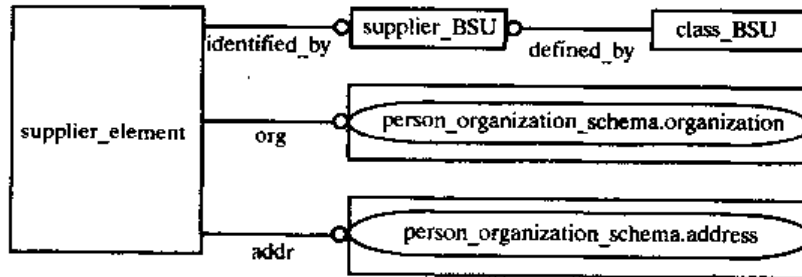 supplier_BSU
class_BSU
identified_by
defined_by
supplier_element
person_organization_schema.organization
org
person_organization_schema.address
addr